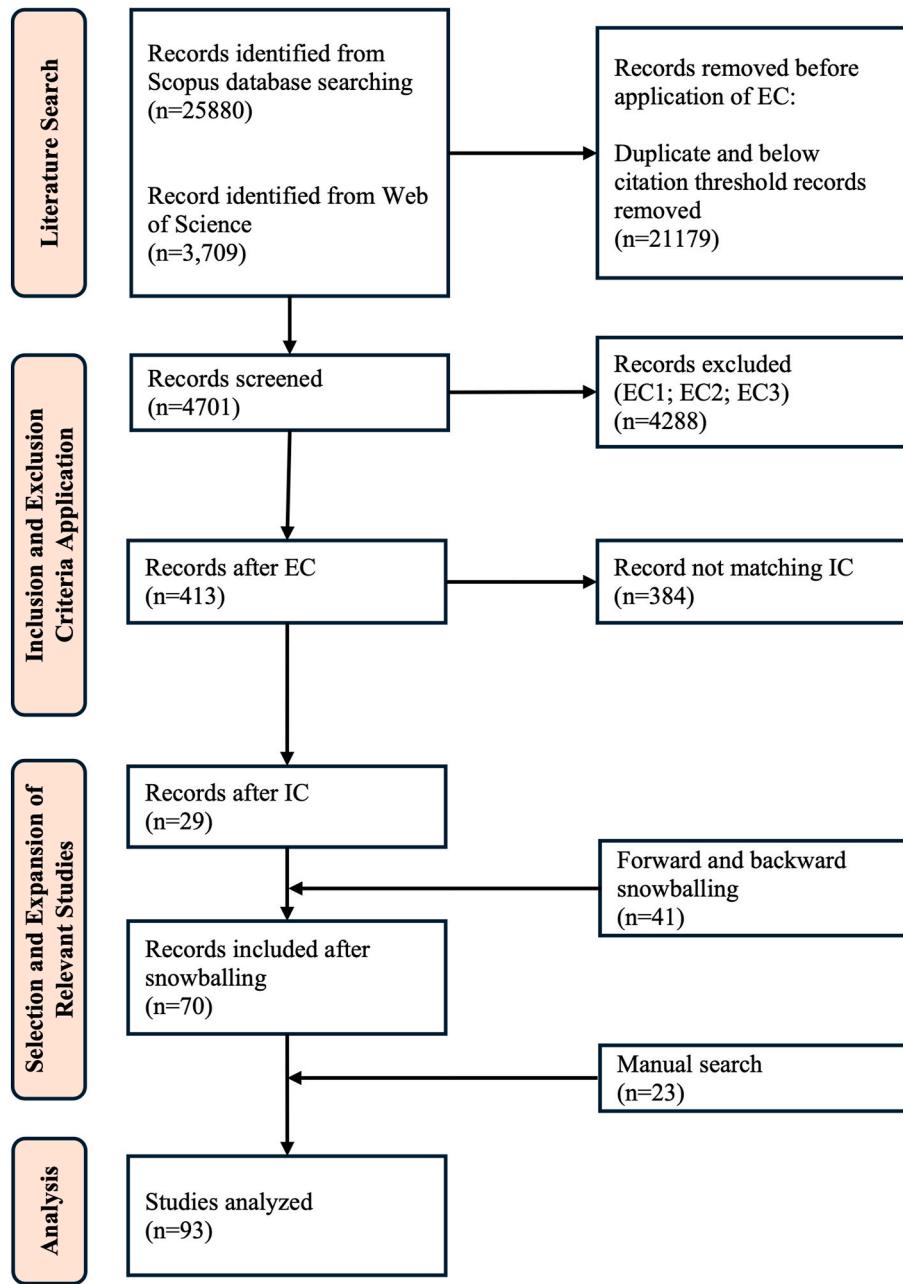 Literature Search
Records identified from
Scopus database searching
(n=25880)
Record identified from Web
of Science
(n=3,709)
Records removed before
application of EC:
Duplicate and below
citation threshold records
removed
(n=21179)
Inclusion and Exclusion
Criteria Application
Records screened
(n=4701)
Records excluded
(EC1; EC2; EC3)
(n=4288)
Records after EC
(n=413)
Record not matching IC
(n=384)
Selection and Expansion of
Relevant Studies
Records after IC
(n=29)
Forward and backward
snowballing
(n=41)
Records included after
snowballing
(n=70)
Manual search
(n=23)
Analysis
Studies analyzed
(n=93)